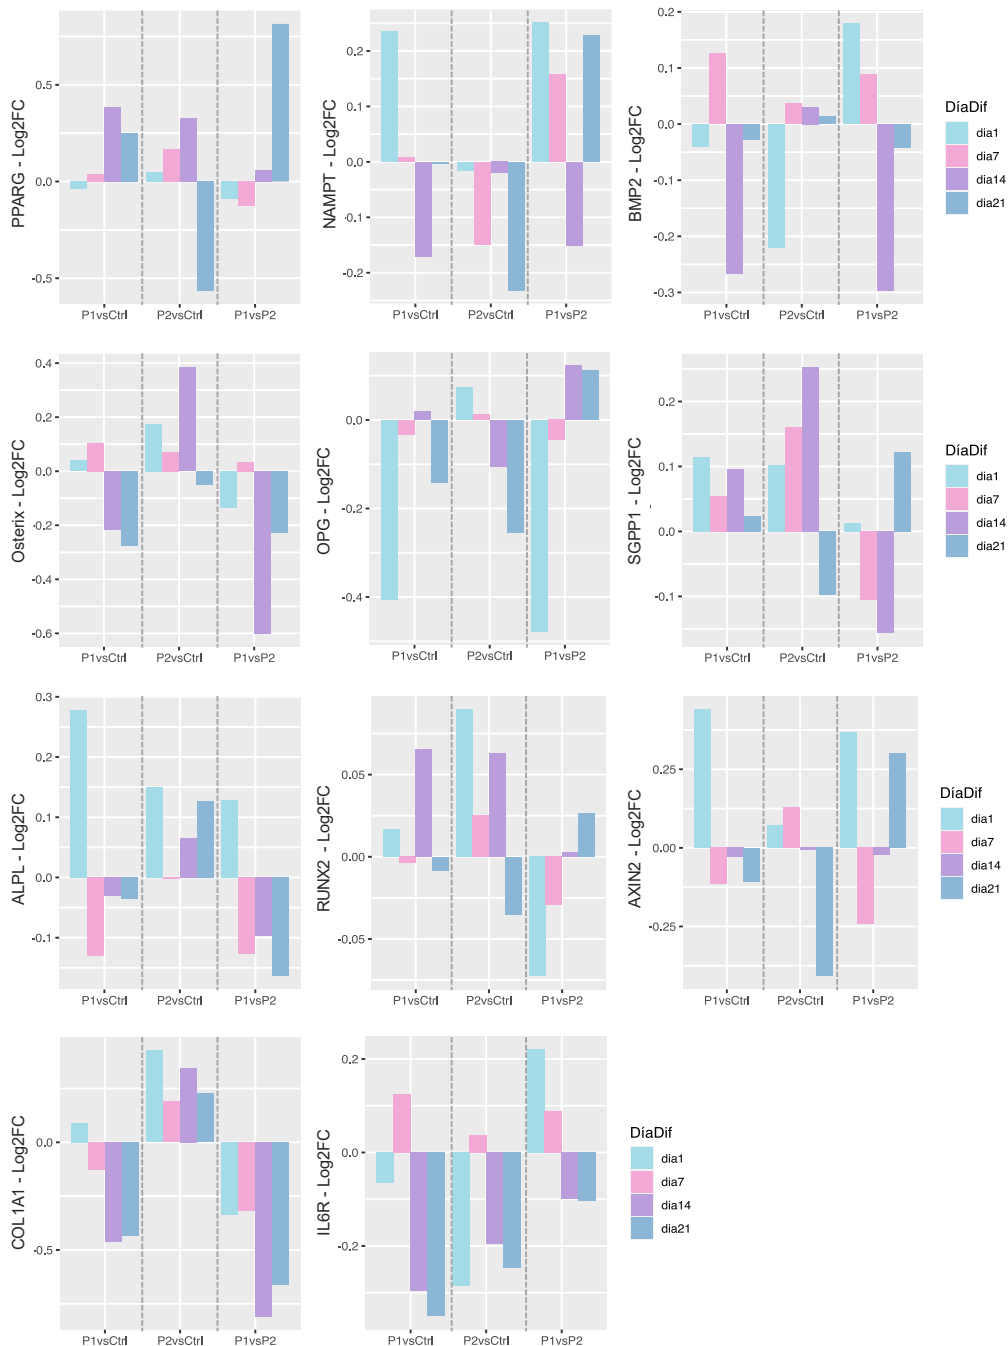 PPARG - Log2FC
0.5
0.0
-0.5
P1vsCtrl P2vsCtrl P1vsP2
NAMPT - Log2FC
0.2
0.1
0.0
-0.1
-0.2
P1vsCtrl P2vsCtrl P1vsP2
BMP2 - Log2FC
0.2
0.1
0.0
-0.1
-0.2
-0.3
P1vsCtrl P2vsCtrl P1vsP2
DíaDif
dia1
dia7
dia14
dia21
Osterix - Log2FC
0.4
0.2
0.0
-0.2
-0.4
-0.6
P1vsCtrl P2vsCtrl P1vsP2
OPG - Log2FC
0.0
-0.2
-0.4
P1vsCtrl P2vsCtrl P1vsP2
SGPP1 - Log2FC
0.2
0.1
0.0
-0.1
P1vsCtrl P2vsCtrl P1vsP2
DíaDif
dia1
dia7
dia14
dia21
ALPL - Log2FC
0.3
0.2
0.1
0.0
-0.1
P1vsCtrl P2vsCtrl P1vsP2
RUNX2 - Log2FC
0.05
0.00
-0.05
P1vsCtrl P2vsCtrl P1vsP2
AXIN2 - Log2FC
0.25
0.00
-0.25
P1vsCtrl P2vsCtrl P1vsP2
DíaDif
dia1
dia7
dia14
dia21
COL1A1 - Log2FC
0.0
-0.5
P1vsCtrl P2vsCtrl P1vsP2
IL6R - Log2FC
0.2
0.0
-0.2
P1vsCtrl P2vsCtrl P1vsP2
DíaDif
dia1
dia7
dia14
dia21